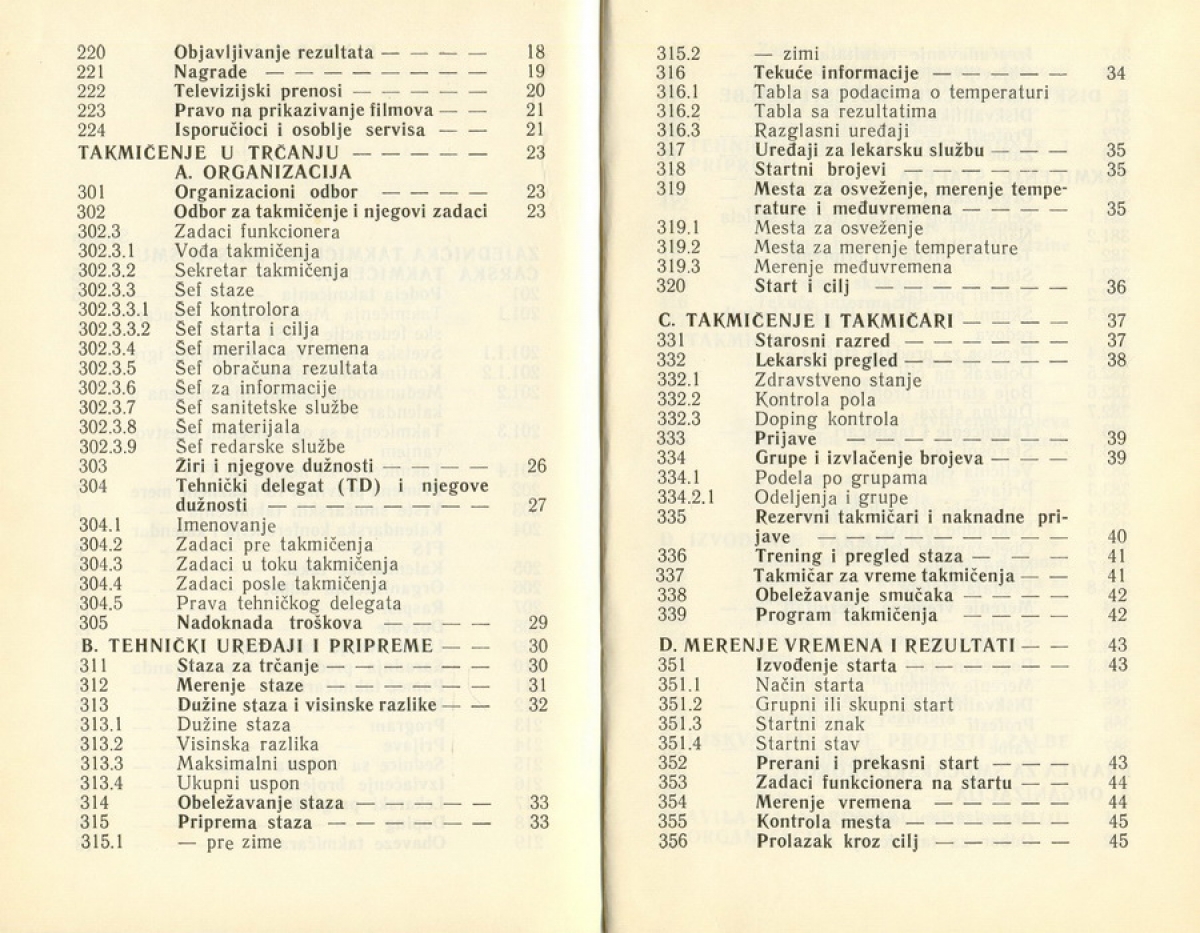 220 Objavljivanje rezultata — — — — 18
221 Nagrade — — — — — — — — 19
222 Televizijski prenosi — — — — — 20
223 Pravo na prikazivanje filmova — — 21
224 Isporučioci i osoblje servisa — — 21
TAKMIČENJE U TRČANJU — — — — — 23
A. ORGANIZACIJA
301 Organizacioni odbor — — — — 23
302 Odbor za takmičenje i njegovi zadaci 23
302.3 Zadaci funkcionera
302.3.1 Vođa takmičenja
302.3.2 Sekretar takmičenja
302.3.3 Šef staze
302.3.3.1 Šef kontrolora
302.3.3.2 Šef starta i cilja
302.3.4 Šef merilaca vremena
302.3.5 Šef obračuna rezultata
302.3.6 Šef za informacije
302.3.7 Šef sanitetske službe
302.3.8 Šef materijala
302.3.9 Šef redarske službe
303 Žiri i njegove dužnosti — — — — 26
304 Tehnički delegat (TD) i njegove
dužnosti — — — — — — — — 27
304.1 Imenovanje
304.2 Zadaci pre takmičenja
304.3 Zadaci u toku takmičenja
304.4 Zadaci posle takmičenja
304.5 Prava tehničkog delegata
305 Nadoknada troškova — — — — 29
B. TEHNIČKI UREĐAJI I PRIPREME — — 30
311 Staza za trčanje — — — — — — 30
312 Merenje staze — — — — — — 31
313 Dužine staza i visinske razlike — — 32
313.1 Dužine staza
313.2 Visinska razlika
313.3 Maksimalni uspon
313.4 Ukupni uspon
314 Obeležavanje staza — — — — — 33
315 Priprema staza — — — — — — 33
315.1 — pre zime
315.2 — zimi
316 Tekuće informacije — — — — — 34
316.1 Tabla sa podacima o temperaturi
316.2 Tabla sa rezultatima
316.3 Razglasni uređaji
317 Uređaji za lekarsku službu — — — 35
318 Startni brojevi — — — — — — 35
319 Mesta za osveženje, merenje tempe-
rature i međuvremena — — — — 35
319.1 Mesta za osveženje
319.2 Mesta za merenje temperature
319.3 Merenje međuvremena
320 Start i cilj — — — — — — — 36
C. TAKMIČENJE I TAKMIČARI — — — — 37
331 Starosni razred — — — — — — 37
332 Lekarski pregled — — — — — — 38
332.1 Zdravstveno stanje
332.2 Kontrola pola
332.3 Doping kontrola
333 Prijave — — — — — — — — 39
334 Grupe i izvlačenje brojeva — — — 39
334.1 Podela po grupama
334.2.1 Odeljenja i grupe
335 Rezervni takmičari i naknadne pri-
jave — — — — — — — — — 40
336 Trening i pregled staza — — — — 41
337 Takmičar za vreme takmičenja — — 41
338 Obeležavanje smučaka — — — — 42
339 Program takmičenja — — — — 42
D. MERENJE VREMENA I REZULTATI — — 43
351 Izvođenje starta — — — — — — 43
351.1 Način starta
351.2 Grupni ili skupni start
351.3 Startni znak
351.4 Startni stav
352 Prerani i prekasni start — — — — 43
353 Zadaci funkcionera na startu — — 44
354 Merenje vremena — — — — — 44
355 Kontrola mesta — — — — — — 45
356 Prolazak kroz cilj — — — — — 45